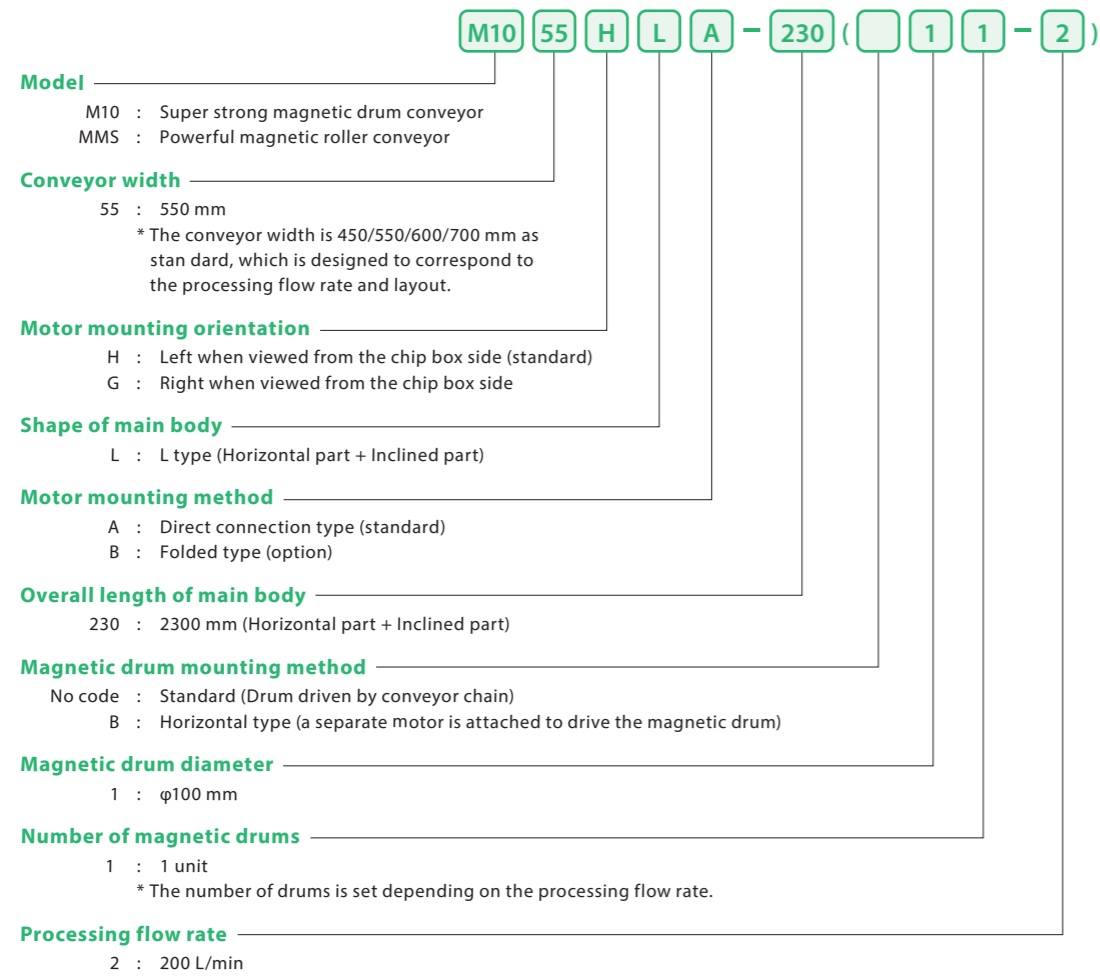 M10 55 H L A - 230 ( 1 1 - 2 )
Model
M10 : Super strong magnetic drum conveyor
MMS : Powerful magnetic roller conveyor
Conveyor width
55 : 550 mm
* The conveyor width is 450/550/600/700 mm as
stan dard, which is designed to correspond to
the processing flow rate and layout.
Motor mounting orientation
H : Left when viewed from the chip box side (standard)
G : Right when viewed from the chip box side
Shape of main body
L : L type (Horizontal part + Inclined part)
Motor mounting method
A : Direct connection type (standard)
B : Folded type (option)
Overall length of main body
230 : 2300 mm (Horizontal part + Inclined part)
Magnetic drum mounting method
No code : Standard (Drum driven by conveyor chain)
B : Horizontal type (a separate motor is attached to drive the magnetic drum)
Magnetic drum diameter
1 : φ100 mm
Number of magnetic drums
1 : 1 unit
* The number of drums is set depending on the processing flow rate.
Processing flow rate
2 : 200 L/min